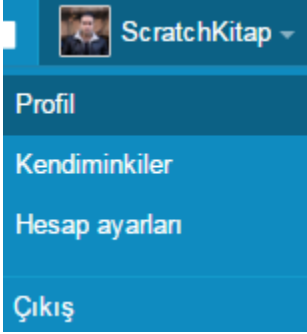 ScratchKitap
Profil
Kendiminkiler
Hesap ayarları
Çıkış